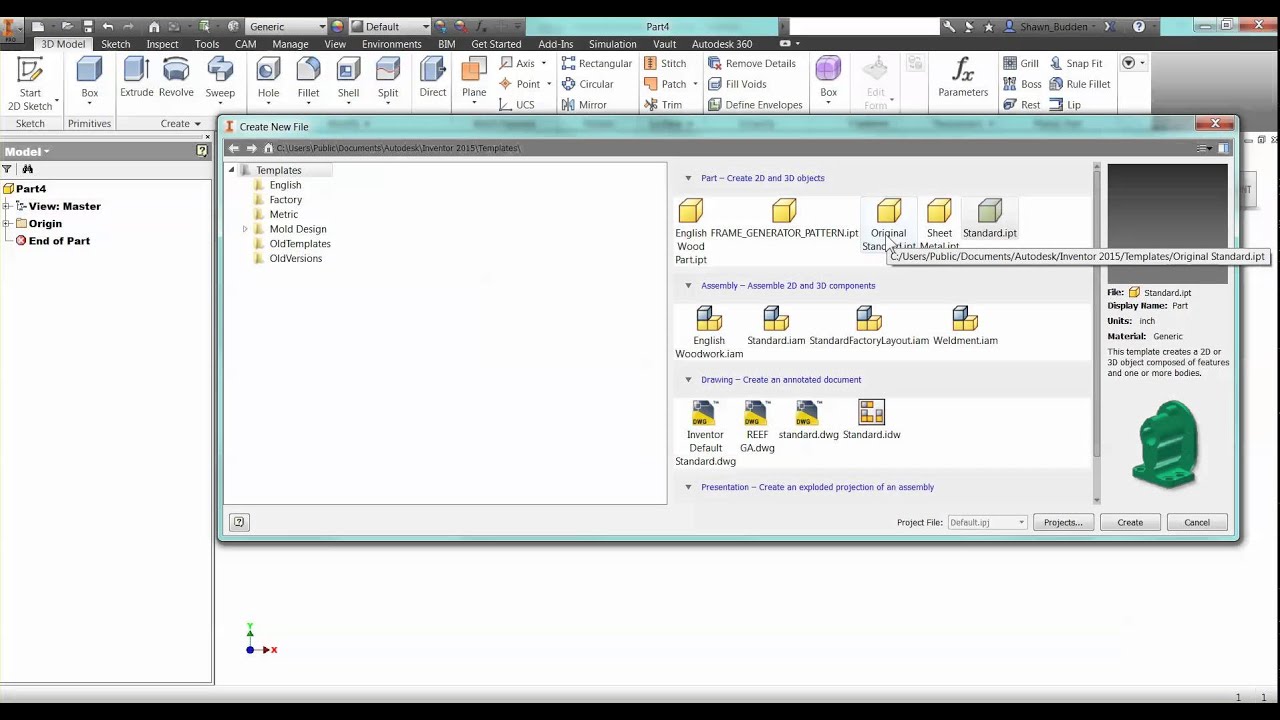 PRO
Generic
Default
Part4
Shawn_Budden
3D Model Sketch Inspect Tools CAM Manage View Environments BIM Get Started Add-Ins Simulation Vault Autodesk 360
Start
2D Sketch
Box
Extrude
Revolve
Sweep
Hole
Fillet
Shell
Split
Direct
Plane
Axis
Point
UCS
Rectangular
Circular
Mirror
Stitch
Patch
Trim
Remove Details
Fill Voids
Define Envelopes
Box
Edit
Form
fx
Parameters
Grill
Boss
Rest
Snap Fit
Rule Fillet
Lip
Sketch
Primitives
Create
Model
Part4
View: Master
Origin
End of Part
Create New File
C:\Users\Public\Documents\Autodesk\Inventor 2015\Templates\
Templates
English
Factory
Metric
Mold Design
OldTemplates
OldVersions
Part – Create 2D and 3D objects
English
Wood
Part.ipt
FRAME_GENERATOR_PATTERN.ipt
Original
Standard.ipt
Sheet
Metal.ipt
Standard.ipt
C:/Users/Public/Documents/Autodesk/Inventor 2015/Templates/Original Standard.ipt
Assembly – Assemble 2D and 3D components
English
Woodwork.iam
Standard.iam
StandardFactoryLayout.iam
Weldment.iam
Drawing – Create an annotated document
DWG
Inventor
Default
Standard.dwg
DWG
REEF
GA.dwg
DWG
standard.dwg
Standard.idw
Presentation – Create an exploded projection of an assembly
File: Standard.ipt
Display Name: Part
Units: inch
Material: Generic
This template creates a 2D or
3D object composed of features
and one or more bodies.
Project File: Default.ipj
Projects...
Create
Cancel
Y
X
1 1